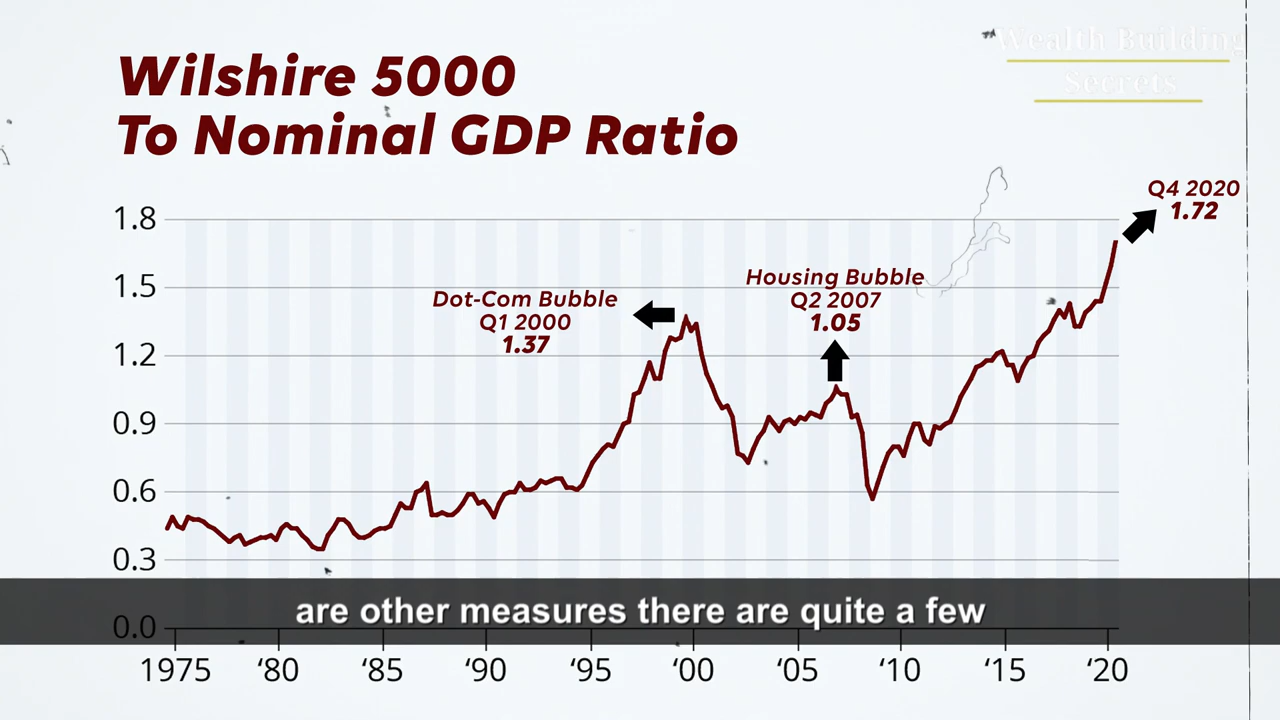 Wealth Building
Secrets
Wilshire 5000
To Nominal GDP Ratio
Q4 2020
1.72
1.8
Housing Bubble
Q2 2007
1.05
1.5
Dot-Com Bubble
Q1 2000
1.37
1.2
0.9
0.6
0.3
are other measures there are quite a few
0.0
1975 ‘80 ‘85 ‘90 ‘95 ‘00 ‘05 ‘10 ‘15 ‘20